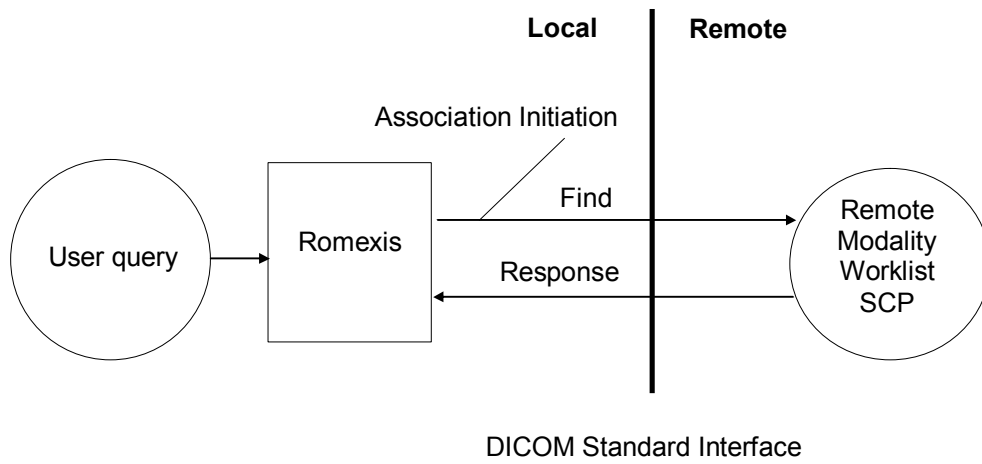 Local
Remote
Association Initiation
Find
User query
Romexis
Response
Remote
Modality
Worklist
SCP
DICOM Standard Interface